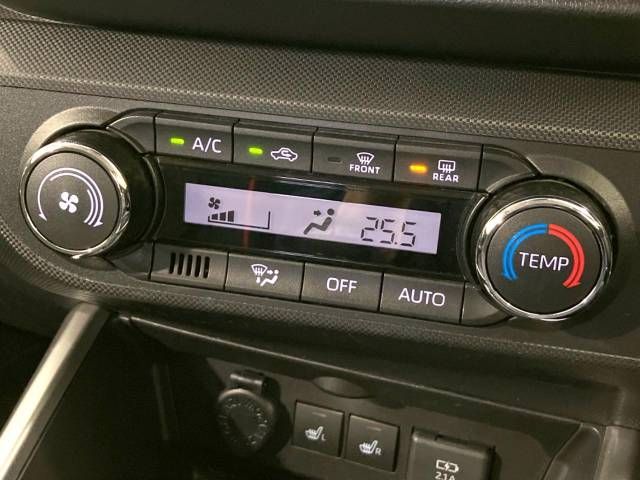 A/C
FRONT
REAR
25.5
TEMP
OFF
AUTO
L
R
2.1A